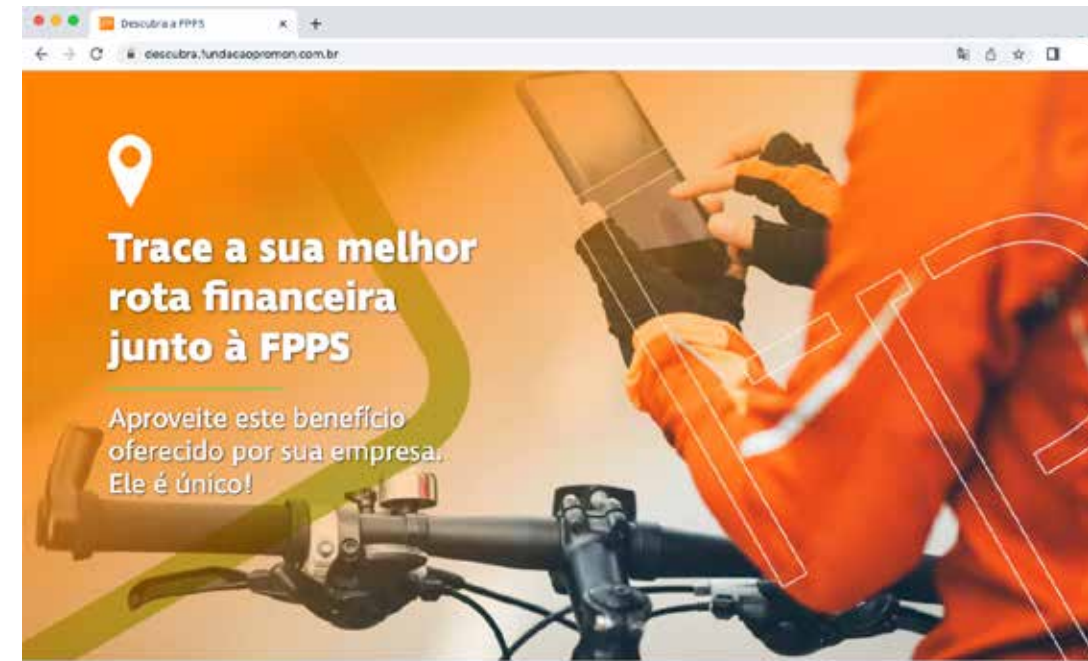 Descubra a FPPS
descubra.fundacaopromon.com.br
Trace a sua melhor
rota financeira
junto à FPPS
Aproveite este benefício
oferecido por sua empresa.
Ele é único!